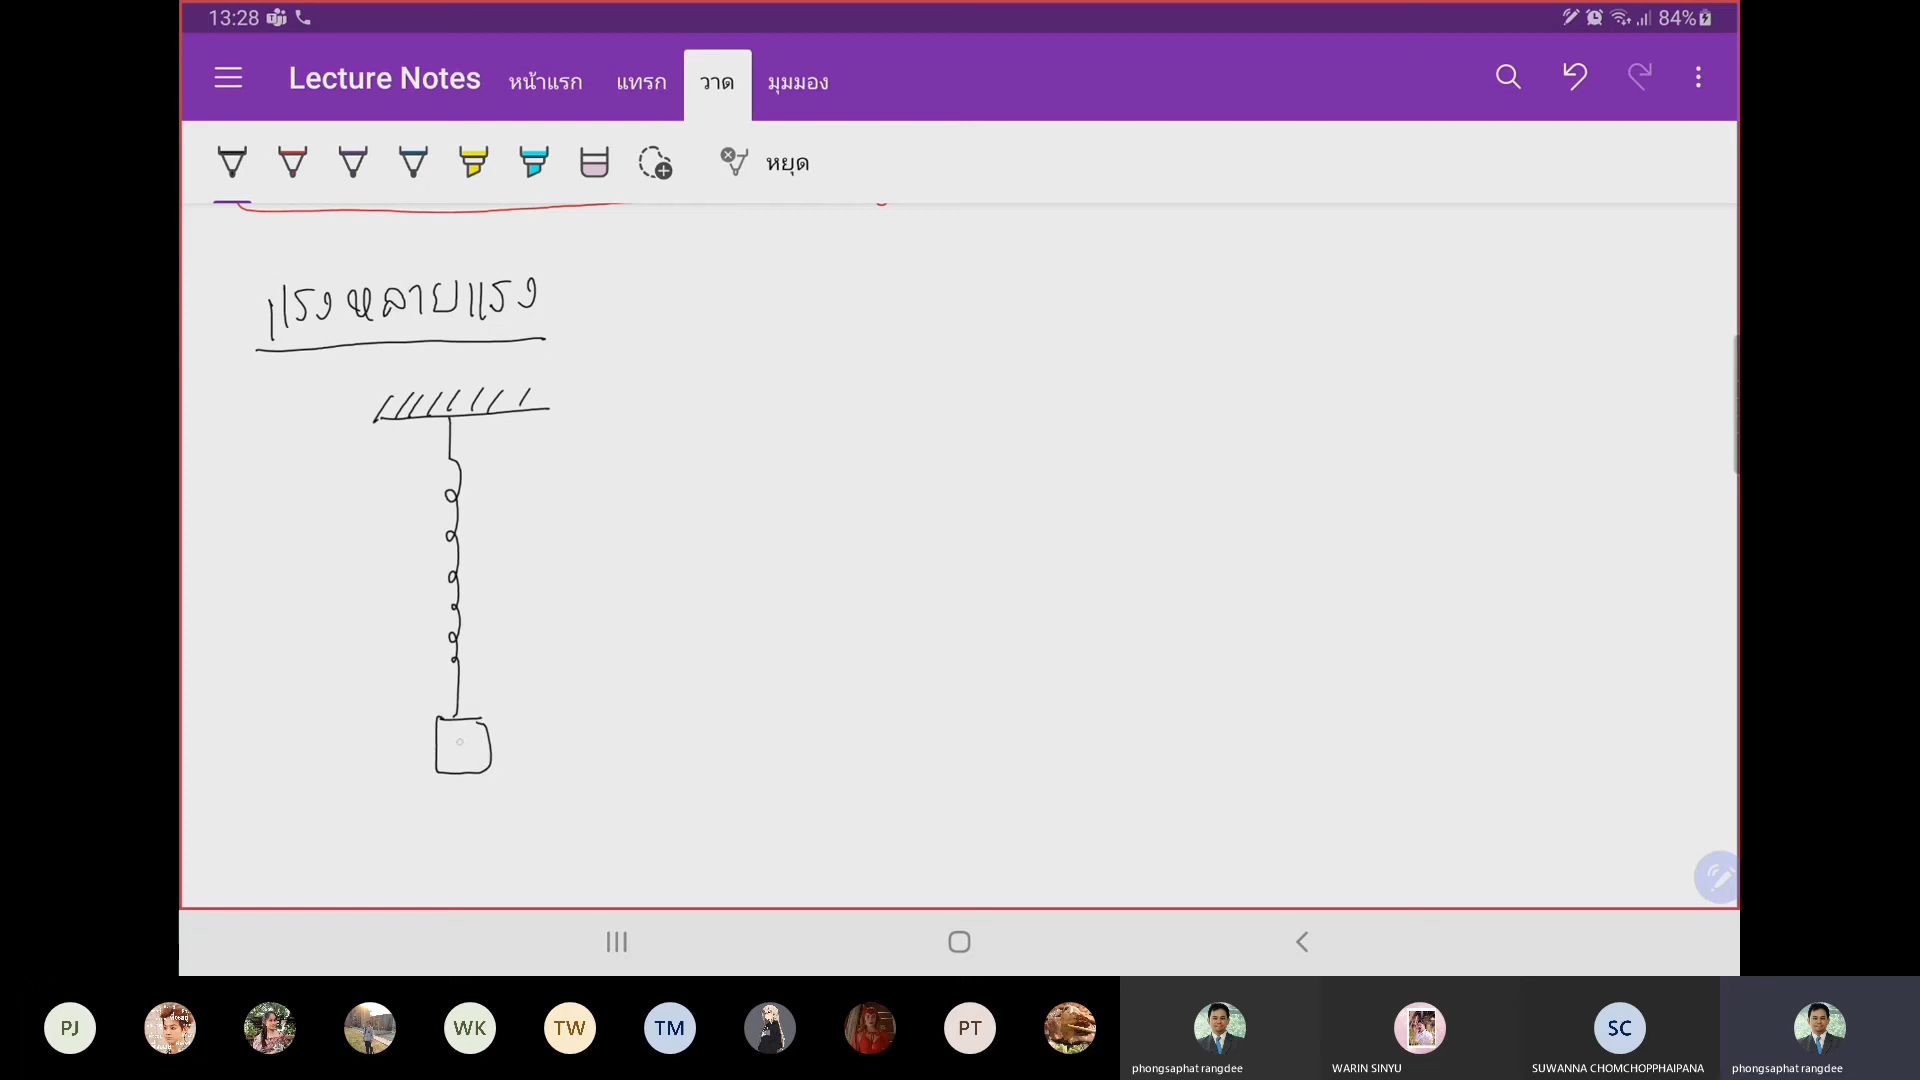 13:28
84%
Lecture Notes หน้าแรก แทรก วาด มุมมอง
หยุด
แรงหลายแรง
PJ WK TW TM PT SC
phongsaphat rangdee WARIN SINYU SUWANNA CHOMCHOPPHAIPANA phongsaphat rangdee